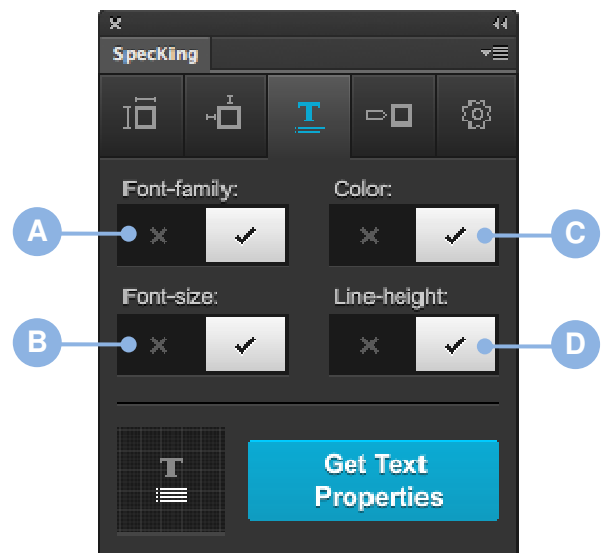 SpecKing
T
Font-family:
Color:
A
C
Font-size:
Line-height:
B
D
T
Get Text
Properties